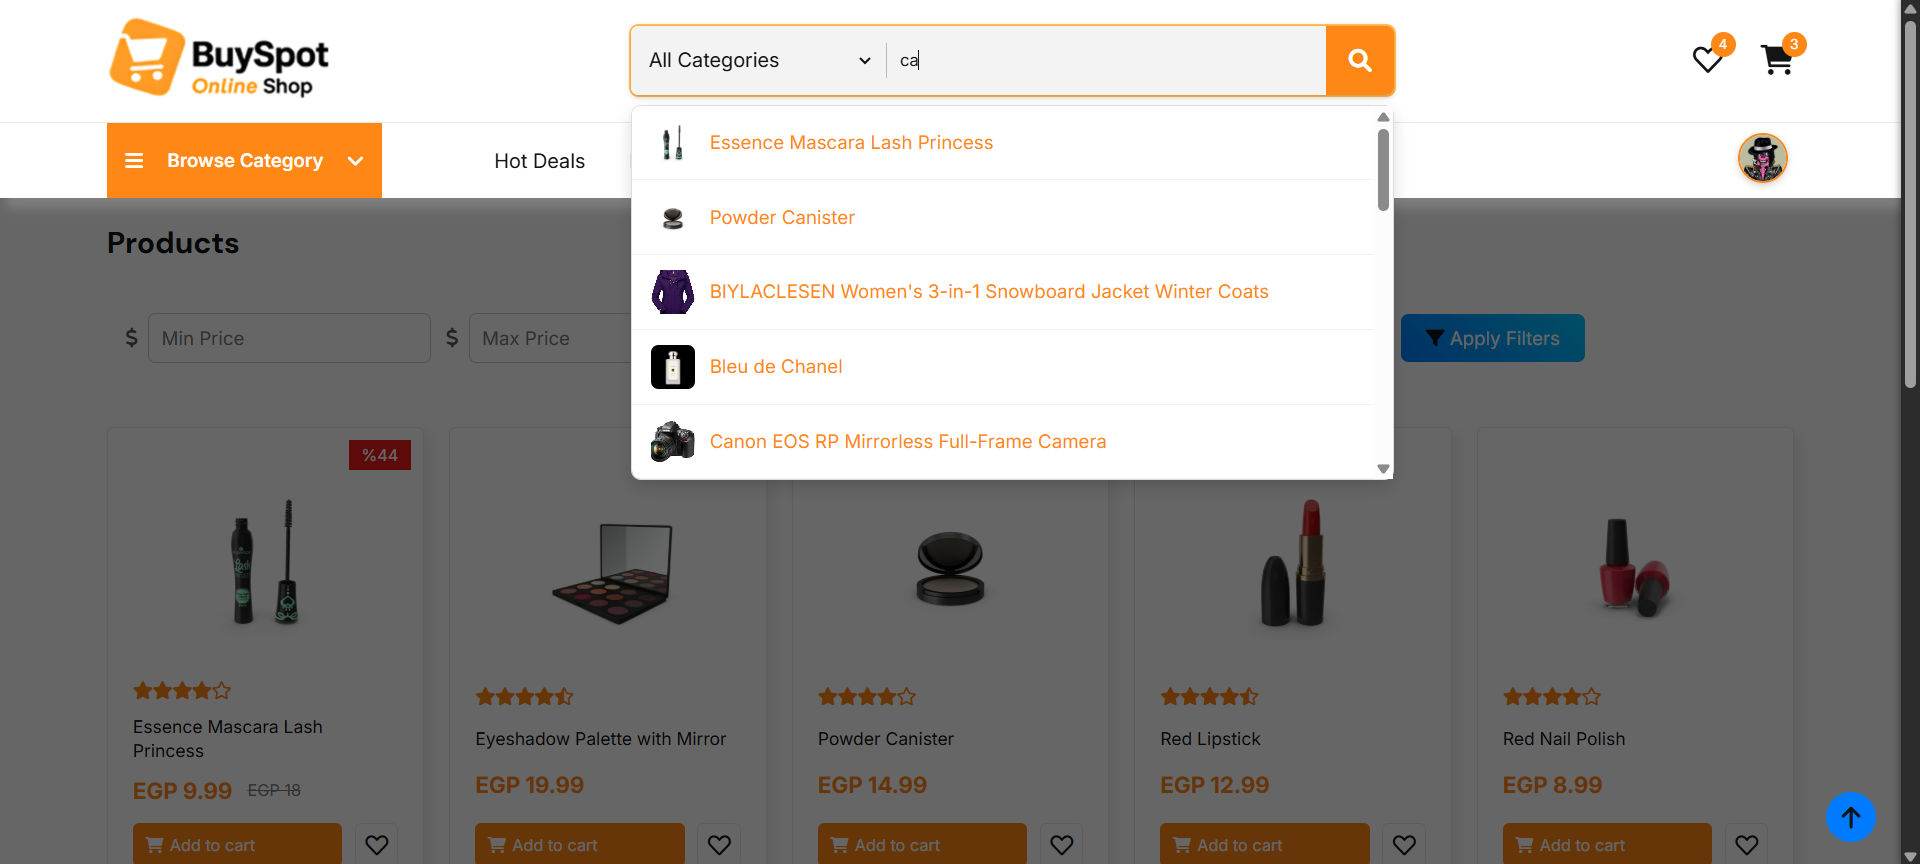 BuySpot
Online Shop
All Categories
ca
4
3
Browse Category
Hot Deals
Essence Mascara Lash Princess
Powder Canister
BIYLACLESEN Women's 3-in-1 Snowboard Jacket Winter Coats
Bleu de Chanel
Canon EOS RP Mirrorless Full-Frame Camera
Products
$ Min Price
$ Max Price
Apply Filters
%44
Essence Mascara Lash
Princess
EGP 9.99 EGP 18
Add to cart
Eyeshadow Palette with Mirror
EGP 19.99
Add to cart
Powder Canister
EGP 14.99
Add to cart
Red Lipstick
EGP 12.99
Add to cart
Red Nail Polish
EGP 8.99
Add to cart